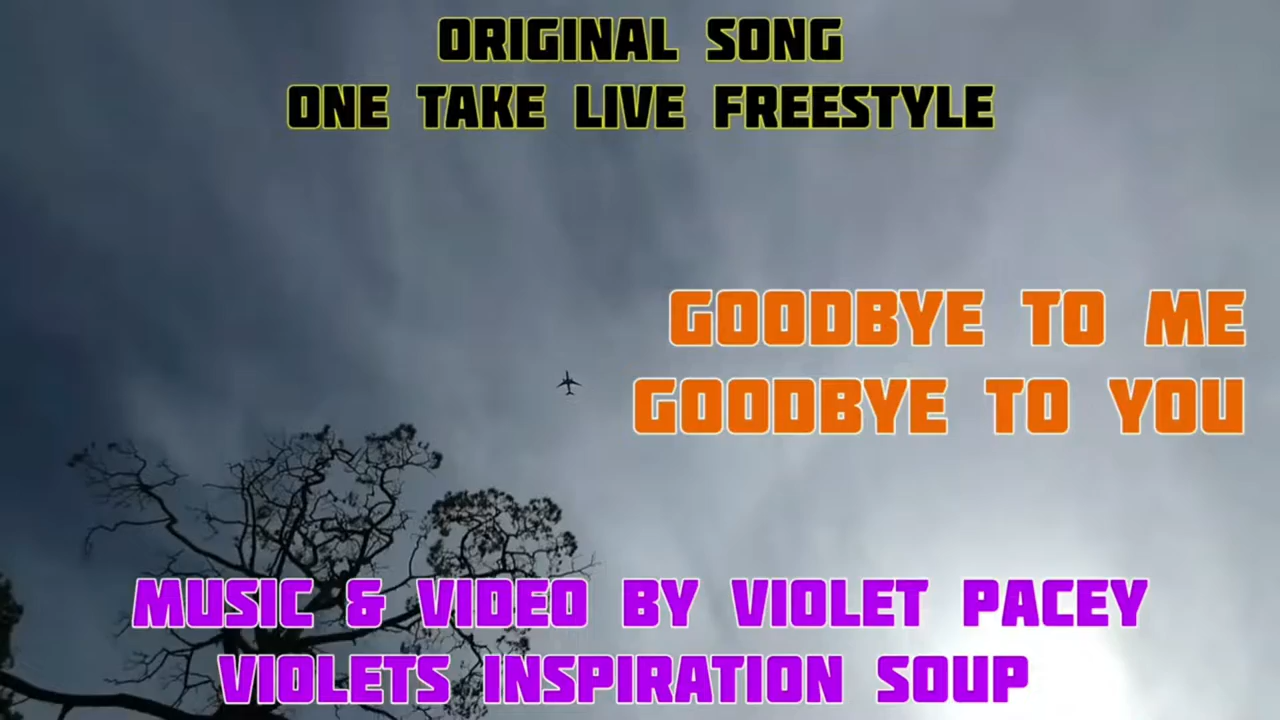 ORIGINAL SONG
ONE TAKE LIVE FREESTYLE
GOODBYE TO ME
GOODBYE TO YOU
MUSIC & VIDEO BY VIOLET PACEY
VIOLETS INSPIRATION SOUP